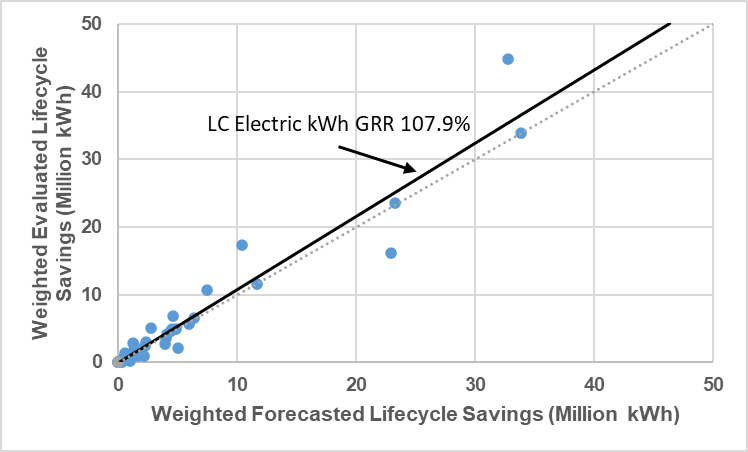 Weighted Evaluated Lifecycle
Savings (Million kWh)
50
40
30
20
10
0
LC Electric kWh GRR 107.9%
0 10 20 30 40 50
Weighted Forecasted Lifecycle Savings (Million kWh)